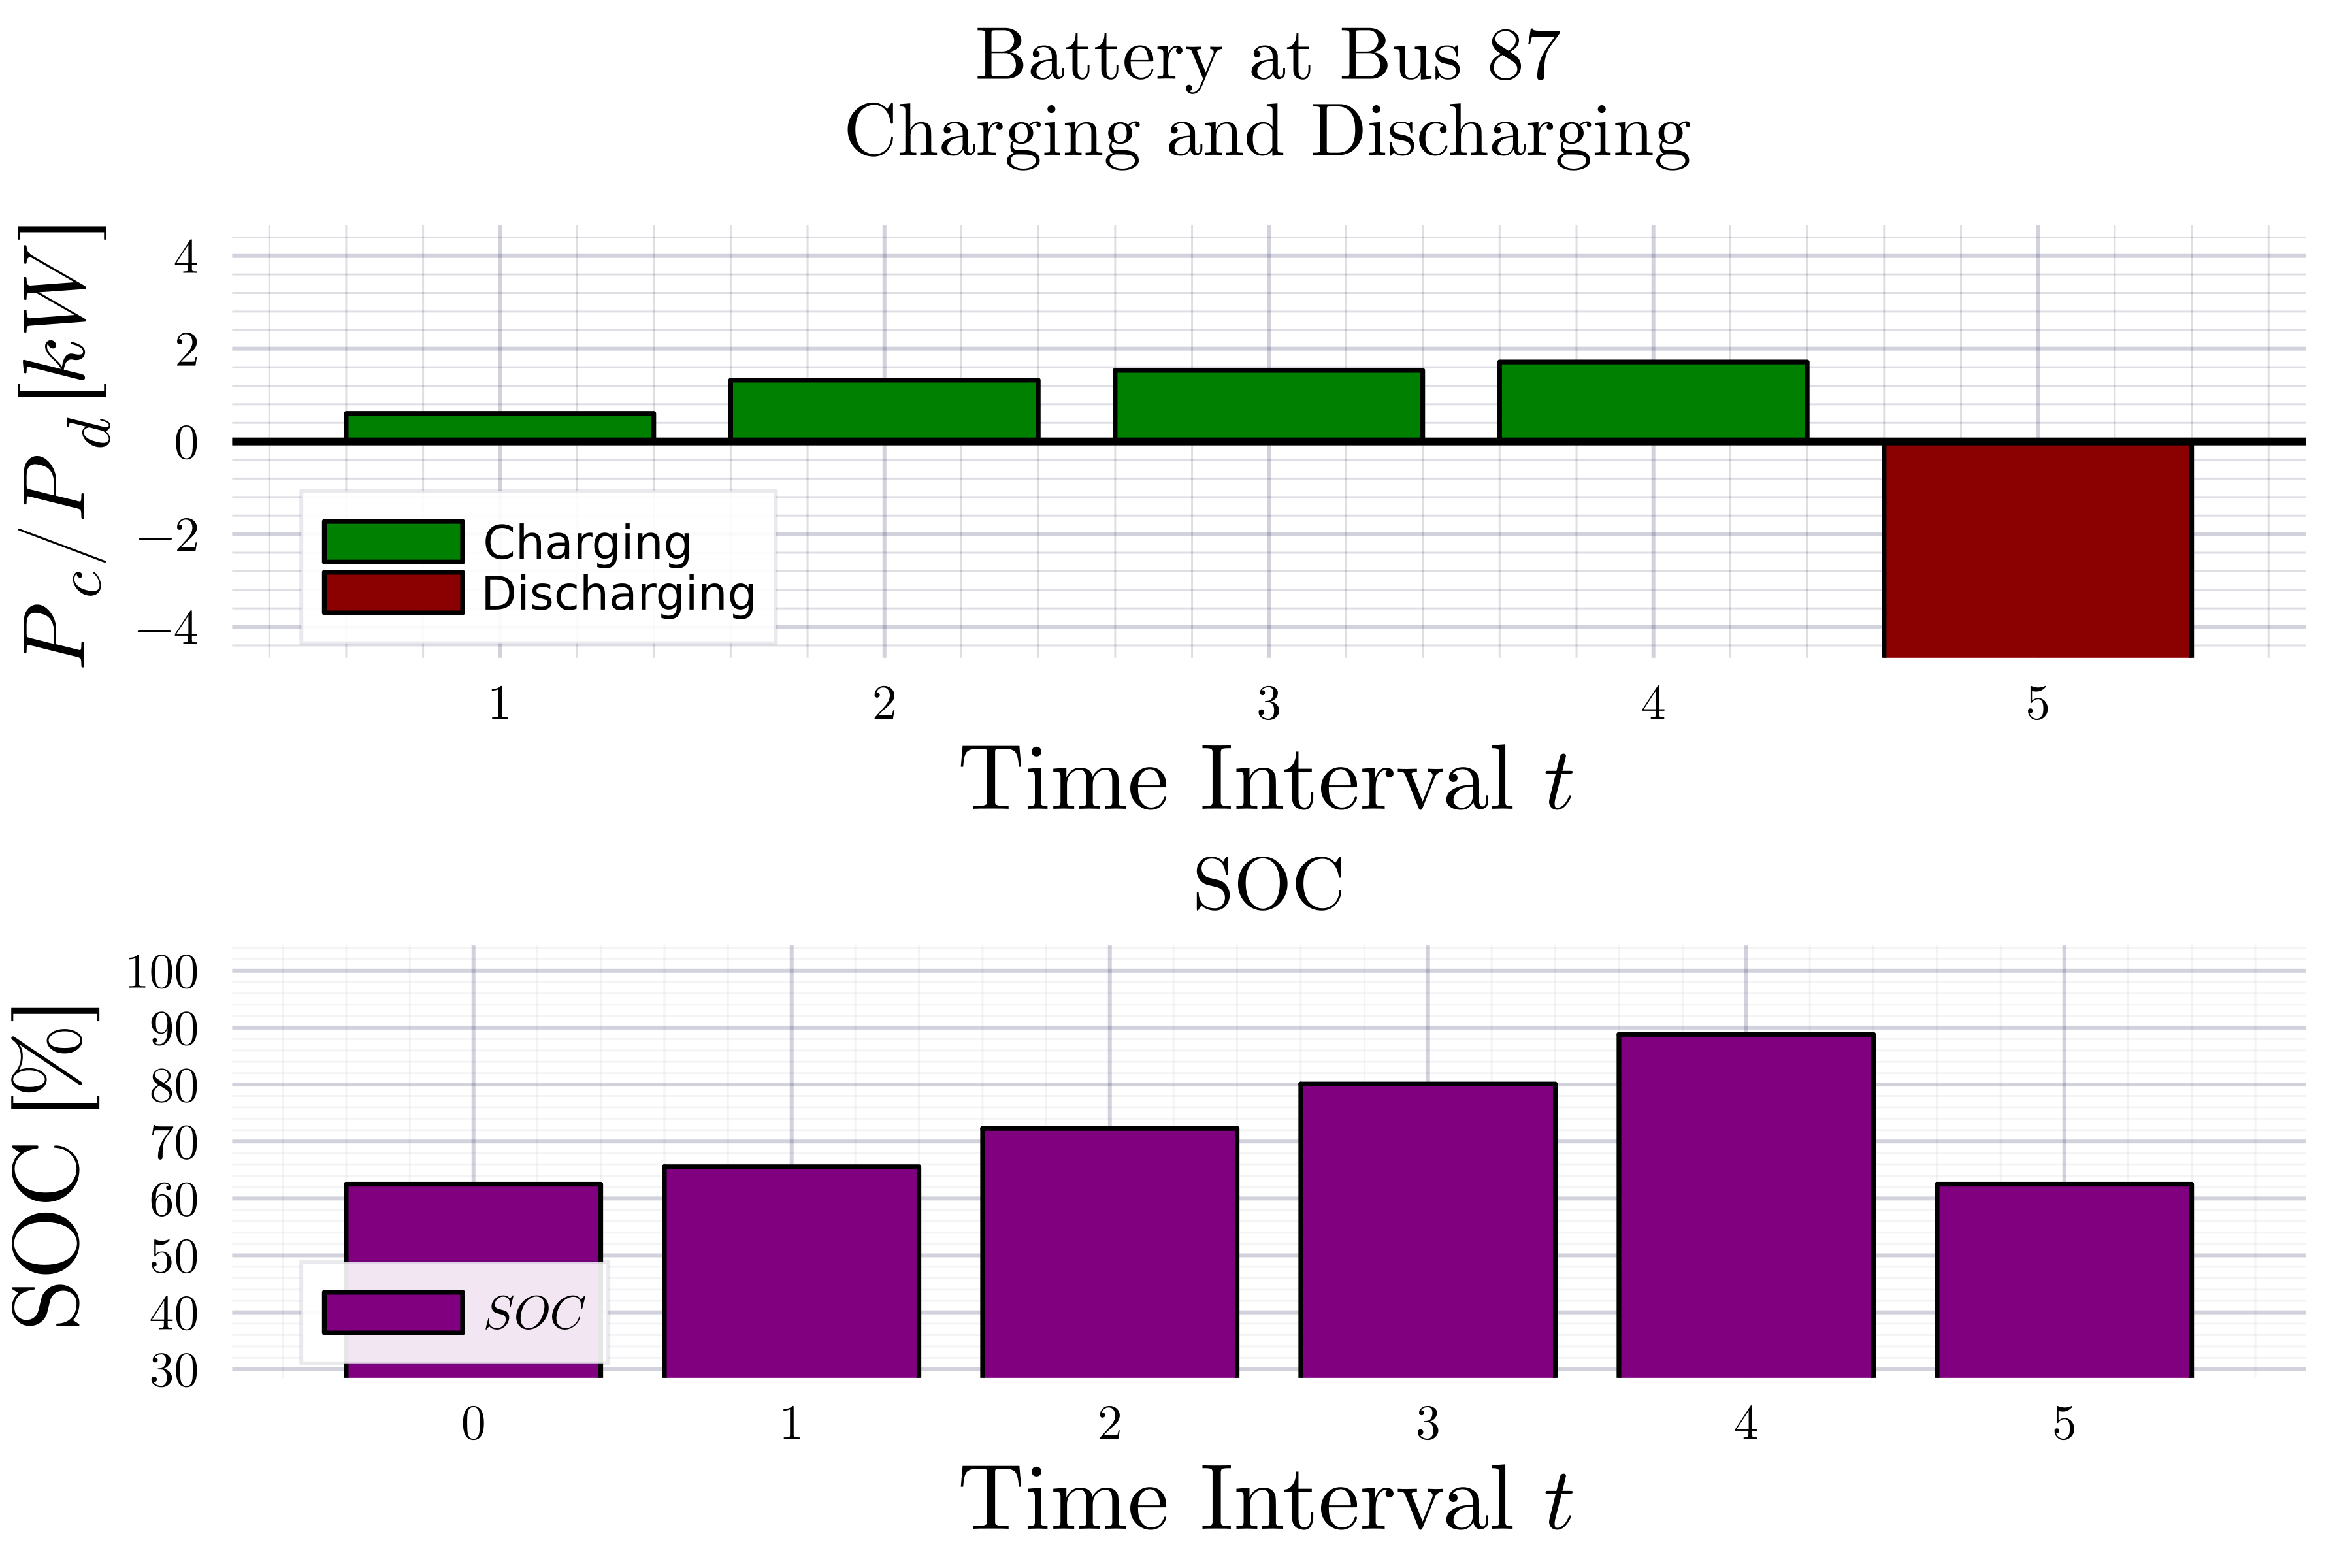 Battery at Bus 87
Charging and Discharging
P_c/P_d [kW]
4
2
0
−2
−4
Charging
Discharging
1 2 3 4 5
Time Interval t
SOC
SOC [%]
100
90
80
70
60
50
40
30
SOC
0 1 2 3 4 5
Time Interval t